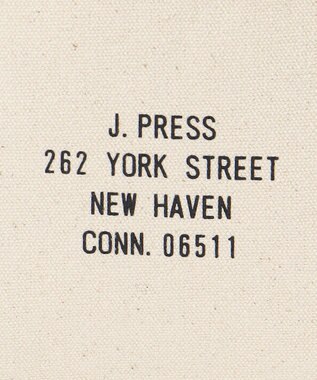 J. PRESS
262 YORK STREET
NEW HAVEN
CONN. 06511